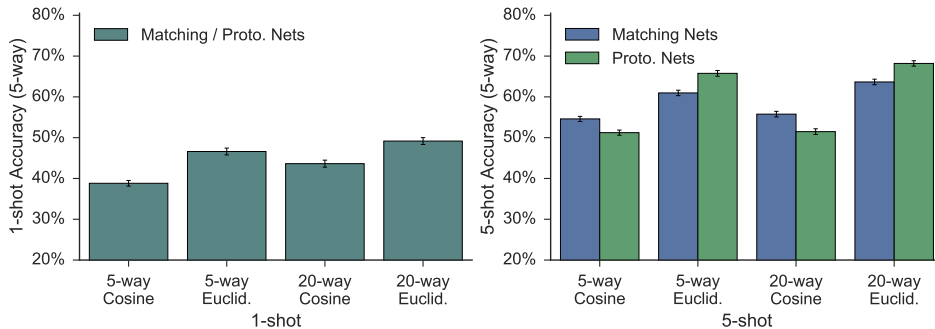 80%
70%
60%
50%
40%
30%
20%
1-shot Accuracy (5-way)
Matching / Proto. Nets
5-way Cosine
5-way Euclid.
20-way Cosine
20-way Euclid.
1-shot
80%
70%
60%
50%
40%
30%
20%
5-shot Accuracy (5-way)
Matching Nets
Proto. Nets
5-way Cosine
5-way Euclid.
20-way Cosine
20-way Euclid.
5-shot